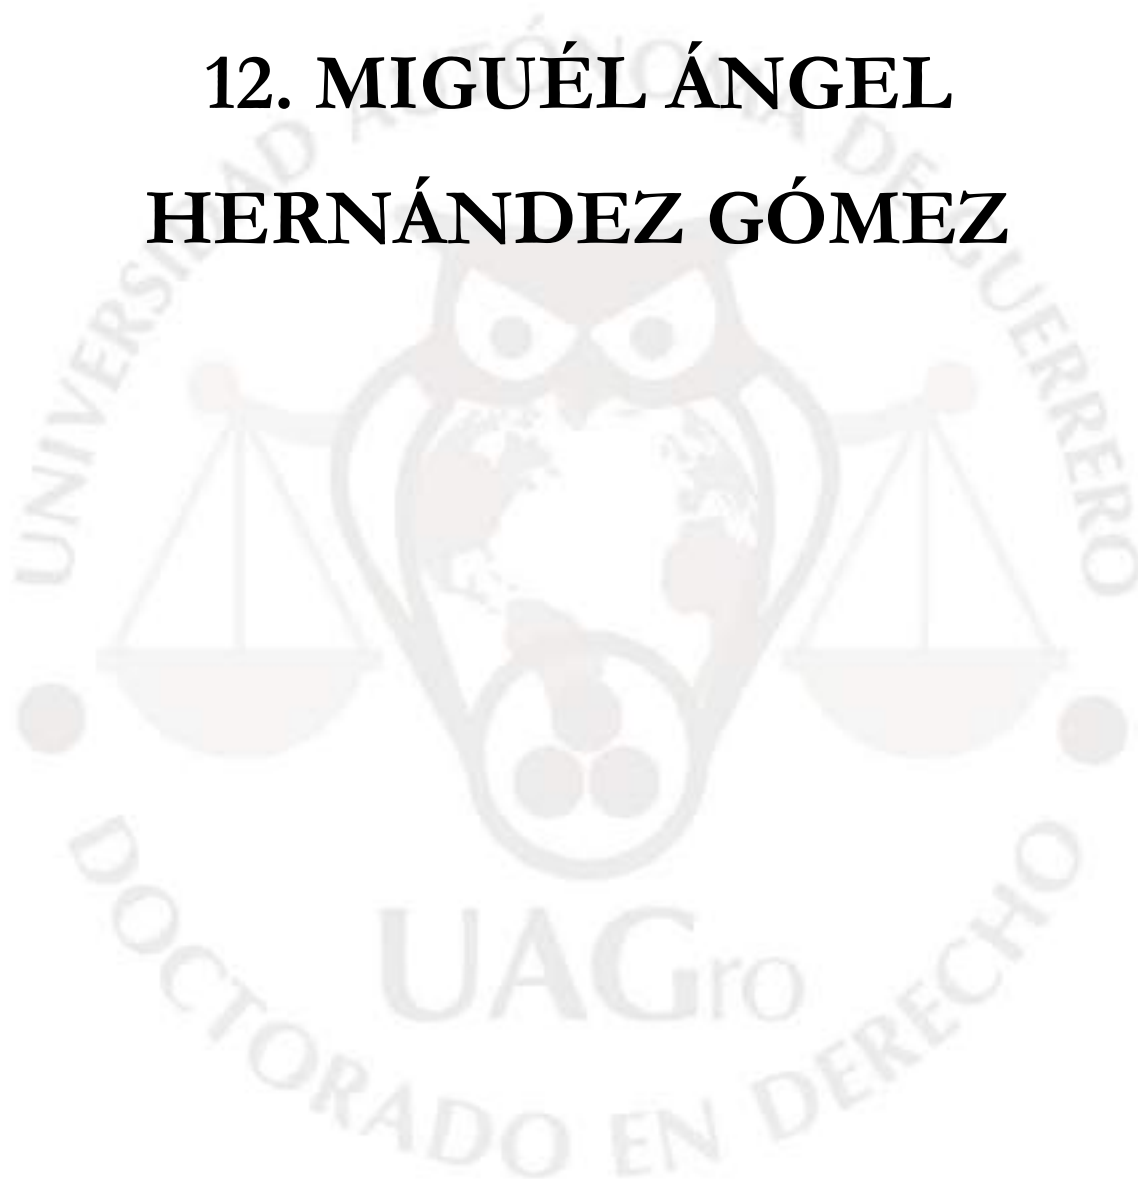 12. MIGUÉL ÁNGEL
HERNÁNDEZ GÓMEZ
UNIVERSIDAD AUTÓNOMA DE GUERRERO
UAGro
DOCTORADO EN DERECHO